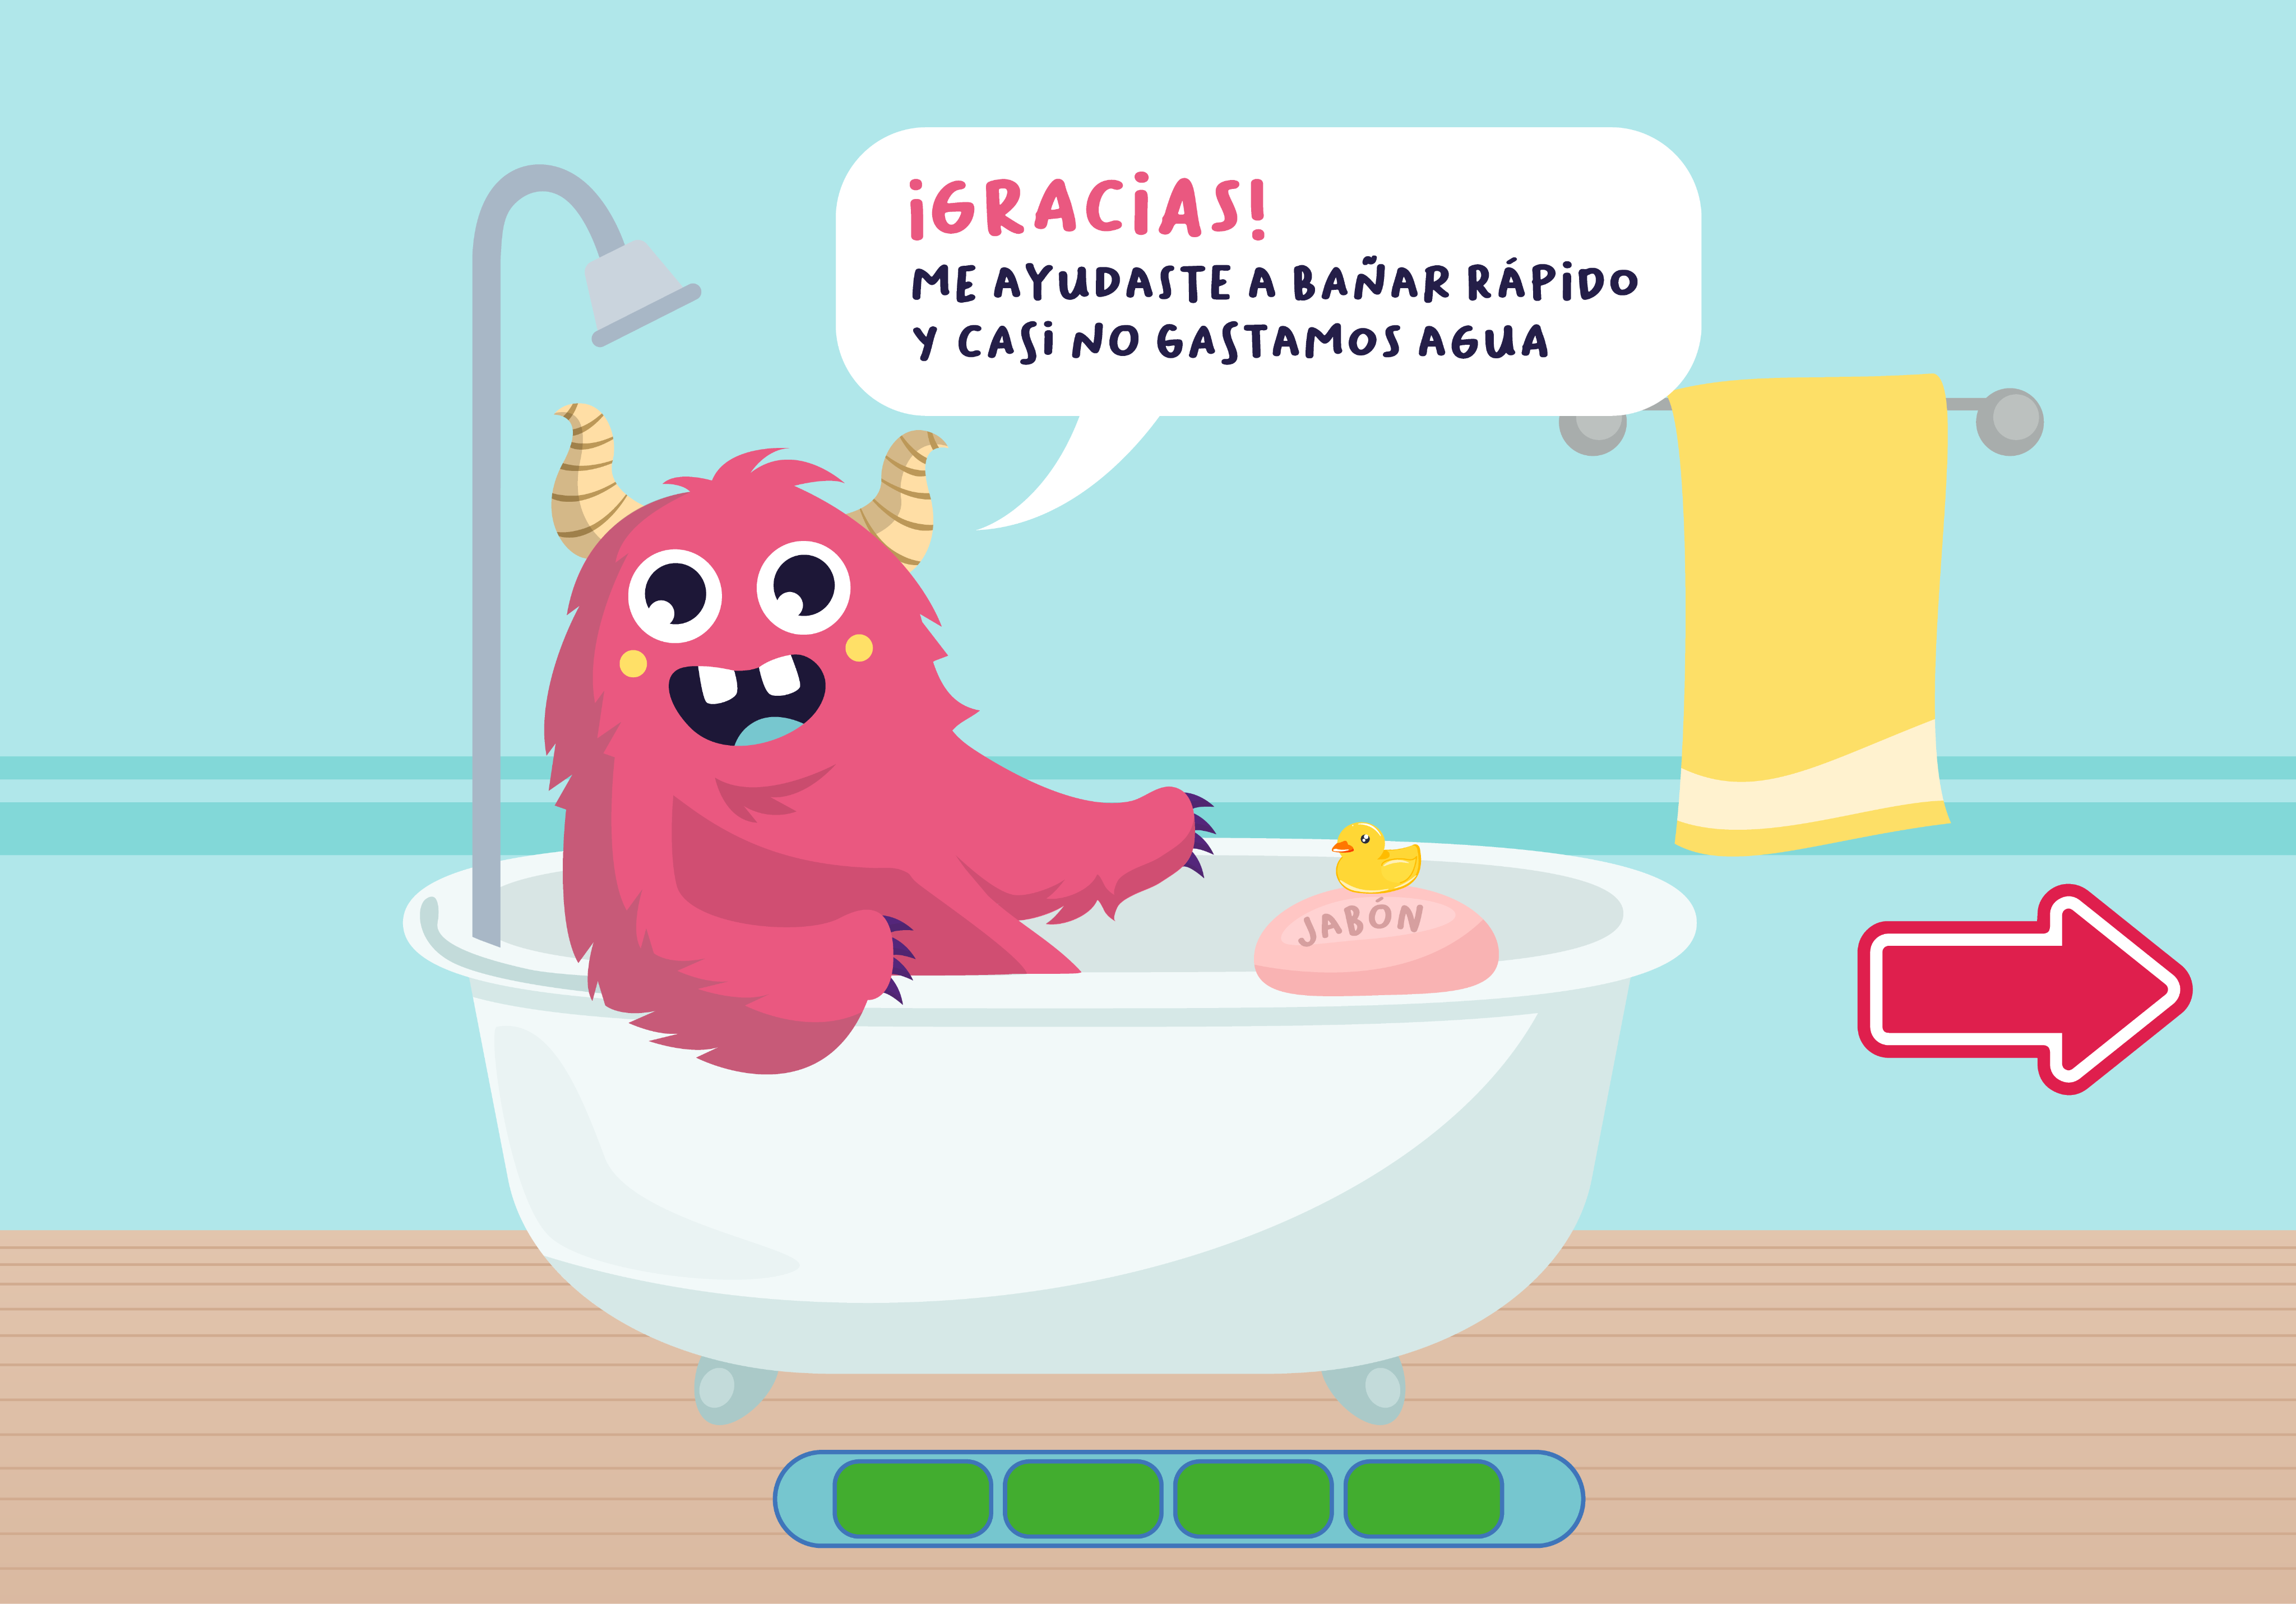 ¡GRACIAS!
ME AYUDASTE A BAÑAR RÁPIDO
Y CASI NO GASTAMOS AGUA
JABÓN